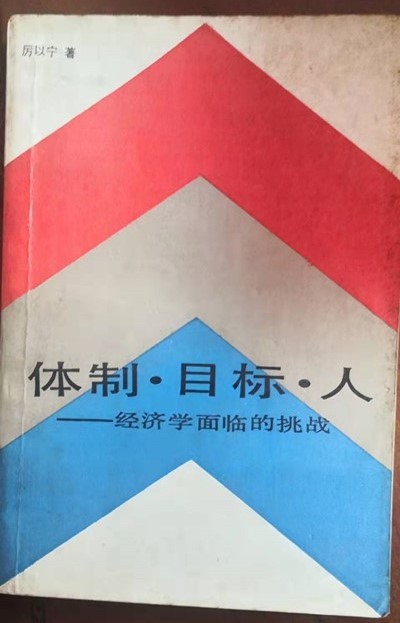 厉以宁 著
体制·目标·人
——经济学面临的挑战